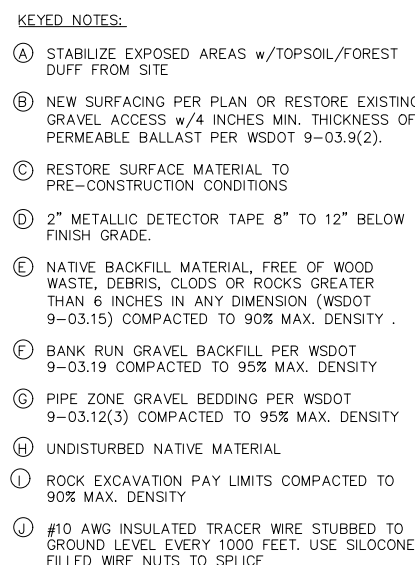 KEYED NOTES:
A STABILIZE EXPOSED AREAS w/TOPSOIL/FOREST
DUFF FROM SITE
B NEW SURFACING PER PLAN OR RESTORE EXISTING
GRAVEL ACCESS w/4 INCHES MIN. THICKNESS OF
PERMEABLE BALLAST PER WSDOT 9-03.9(2).
C RESTORE SURFACE MATERIAL TO
PRE-CONSTRUCTION CONDITIONS
D 2" METALLIC DETECTOR TAPE 8" TO 12" BELOW
FINISH GRADE.
E NATIVE BACKFILL MATERIAL, FREE OF WOOD
WASTE, DEBRIS, CLODS OR ROCKS GREATER
THAN 6 INCHES IN ANY DIMENSION (WSDOT
9-03.15) COMPACTED TO 90% MAX. DENSITY .
F BANK RUN GRAVEL BACKFILL PER WSDOT
9-03.19 COMPACTED TO 95% MAX. DENSITY
G PIPE ZONE GRAVEL BEDDING PER WSDOT
9-03.12(3) COMPACTED TO 95% MAX. DENSITY
H UNDISTURBED NATIVE MATERIAL
I ROCK EXCAVATION PAY LIMITS COMPACTED TO
90% MAX. DENSITY
J #10 AWG INSULATED TRACER WIRE STUBBED TO
GROUND LEVEL EVERY 1000 FEET. USE SILOCONE
FILLED WIRE NUTS TO SPLICE